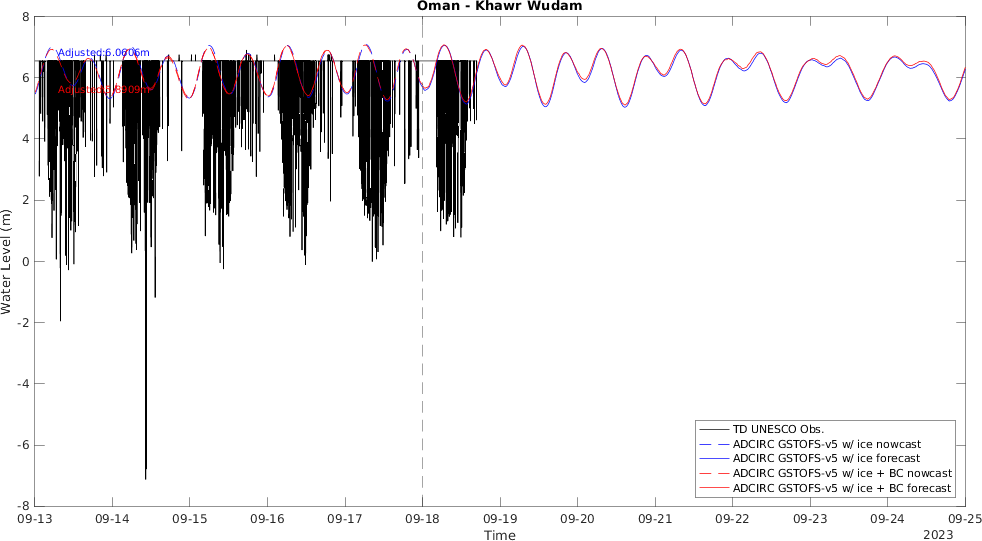 Oman - Khawr Wudam
8
6
4
2
0
-2
-4
-6
-8
Water Level (m)
Adjusted:6.0606m
TD UNESCO Obs.
ADCIRC GSTOFS-v5 w/ ice nowcast
ADCIRC GSTOFS-v5 w/ ice forecast
ADCIRC GSTOFS-v5 w/ ice + BC nowcast
ADCIRC GSTOFS-v5 w/ ice + BC forecast
09-13 09-14 09-15 09-16 09-17 09-18 09-19 09-20 09-21 09-22 09-23 09-24 09-25
Time
2023